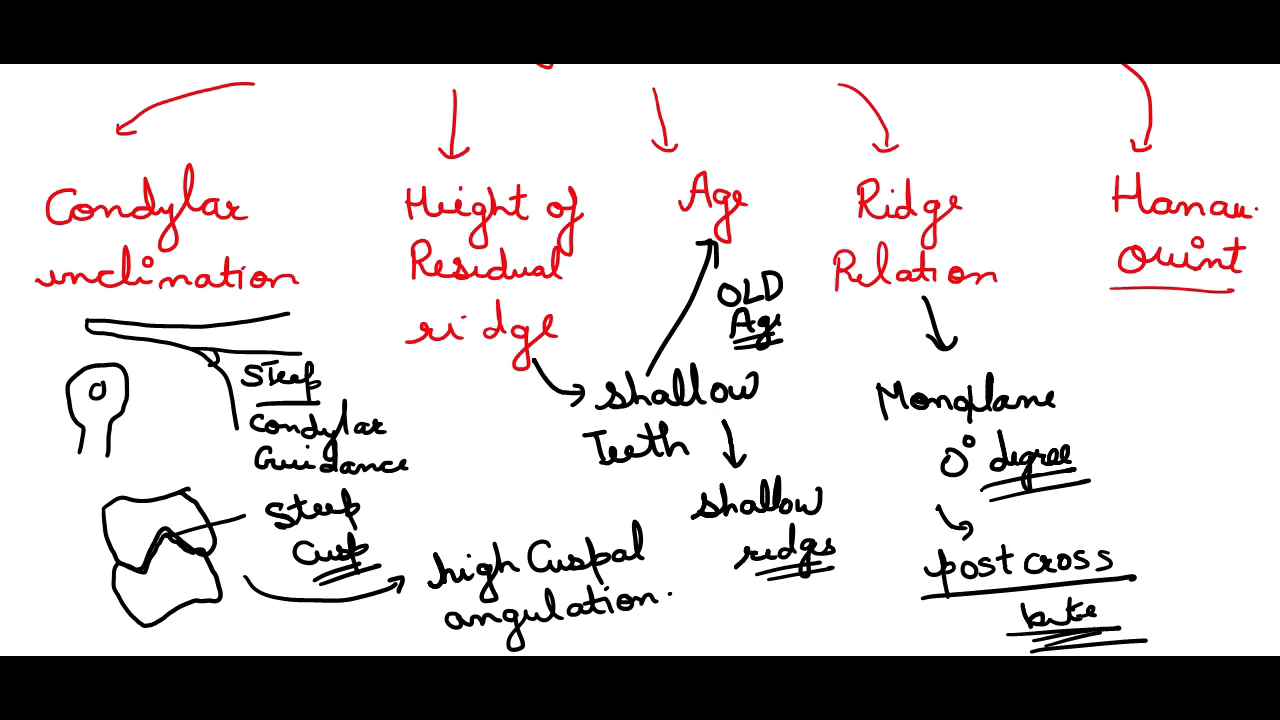 Condylar
inclination
Height of
Residual
ridge
Age
Ridge
Relation
Hanau.
Quint
Steep
Condylar
Guidance
Steep
Cusp
high Cuspal
angulation.
Shallow
Teeth
OLD
Age
Shallow
ridges
Monoplane
0° degree
post cross
bite